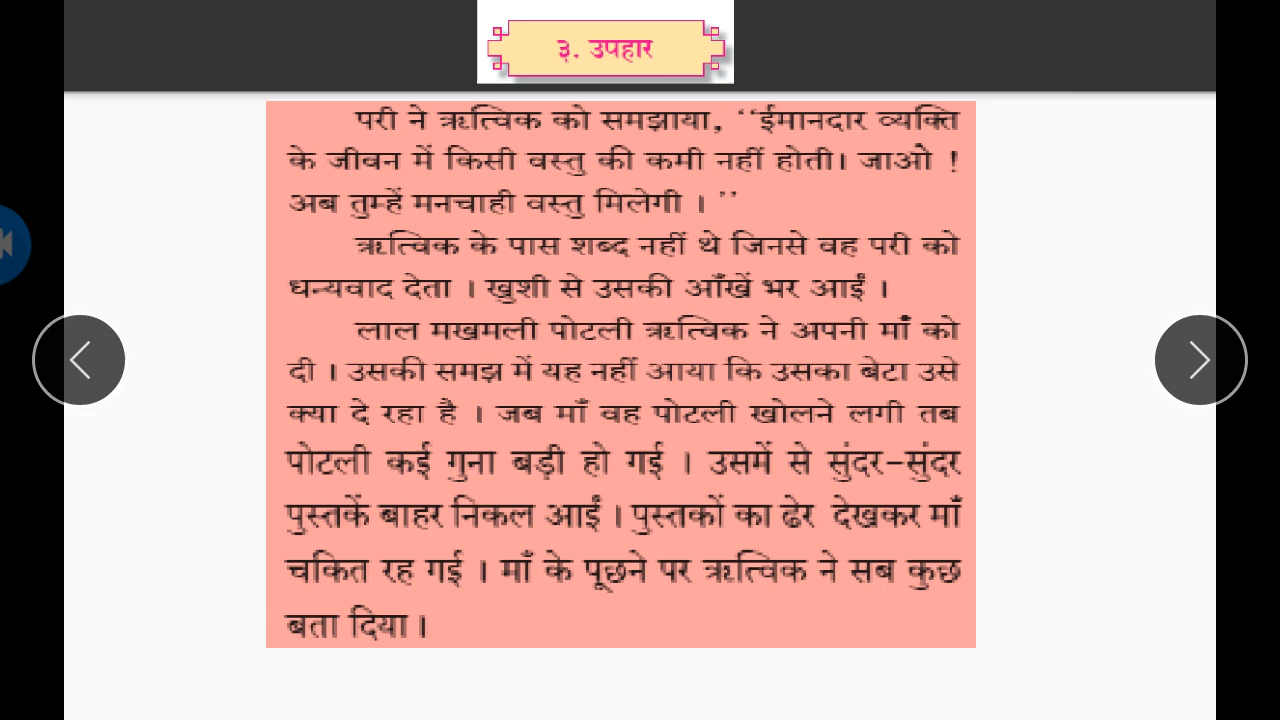 ३. उपहार
परी ने ऋत्विक को समझाया, ‘‘ईमानदार व्यक्ति
के जीवन में किसी वस्तु की कमी नहीं होती। जाओ !
अब तुम्हें मनचाही वस्तु मिलेगी । ’’
ऋत्विक के पास शब्द नहीं थे जिनसे वह परी को
धन्यवाद देता । खुशी से उसकी आँखें भर आईं ।
लाल मखमली पोटली ऋत्विक ने अपनी माँ को
दी । उसकी समझ में यह नहीं आया कि उसका बेटा उसे
क्या दे रहा है । जब माँ वह पोटली खोलने लगी तब
पोटली कई गुना बड़ी हो गई । उसमें से सुंदर-सुंदर
पुस्तकें बाहर निकल आईं । पुस्तकों का ढेर देखकर माँ
चकित रह गई । माँ के पूछने पर ऋत्विक ने सब कुछ
बता दिया ।